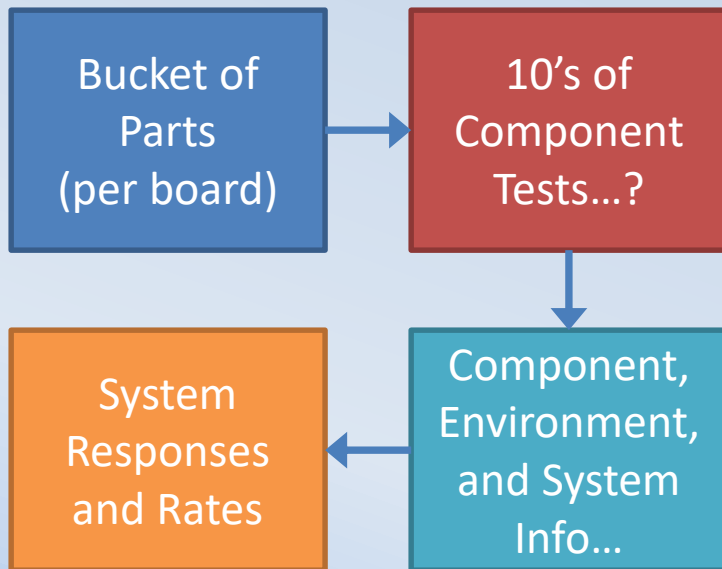 Bucket of
Parts
(per board)
10’s of
Component
Tests…?
Component,
Environment,
and System
Info…
System
Responses
and Rates